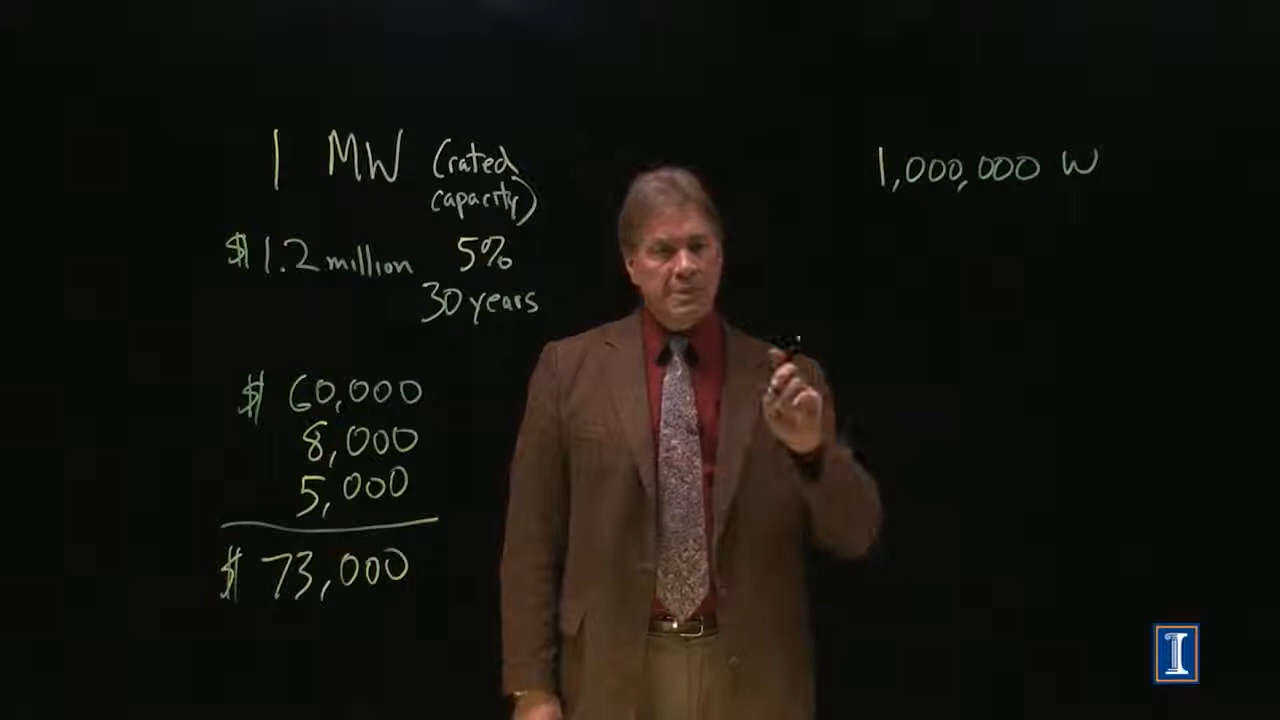 1 MW (rated
capacity)
$1.2 million 5%
30 years
$ 60,000
8,000
5,000
$ 73,000
1,000,000 W
I